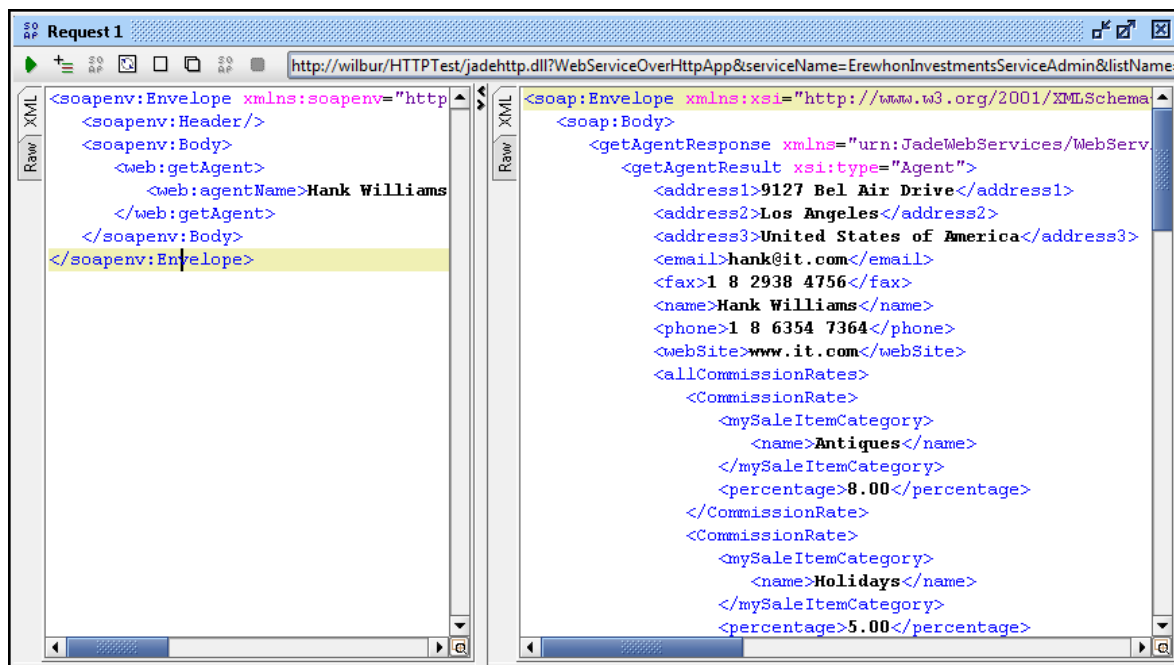 SO AP Request 1
SO AP SO AP http://wilbur/HTTPTest/jadehttp.dll?WebServiceOverHttpApp&serviceName=ErewhonInvestmentsServiceAdmin&listName=
XML
Raw
<soapenv:Envelope xmlns:soapenv="http
<soapenv:Header/>
<soapenv:Body>
<web:getAgent>
<web:agentName>Hank Williams
</web:getAgent>
</soapenv:Body>
</soapenv:Envelope>
XML
Raw
<soap:Envelope xmlns:xsi="http://www.w3.org/2001/XMLSchema-
<soap:Body>
<getAgentResponse xmlns="urn:JadeWebServices/WebServ
<getAgentResult xsi:type="Agent">
<address1>9127 Bel Air Drive</address1>
<address2>Los Angeles</address2>
<address3>United States of America</address3>
<email>hank@it.com</email>
<fax>1 8 2938 4756</fax>
<name>Hank Williams</name>
<phone>1 8 6354 7364</phone>
<webSite>www.it.com</webSite>
<allCommissionRates>
<CommissionRate>
<mySaleItemCategory>
<name>Antiques</name>
</mySaleItemCategory>
<percentage>8.00</percentage>
</CommissionRate>
<CommissionRate>
<mySaleItemCategory>
<name>Holidays</name>
</mySaleItemCategory>
<percentage>5.00</percentage>